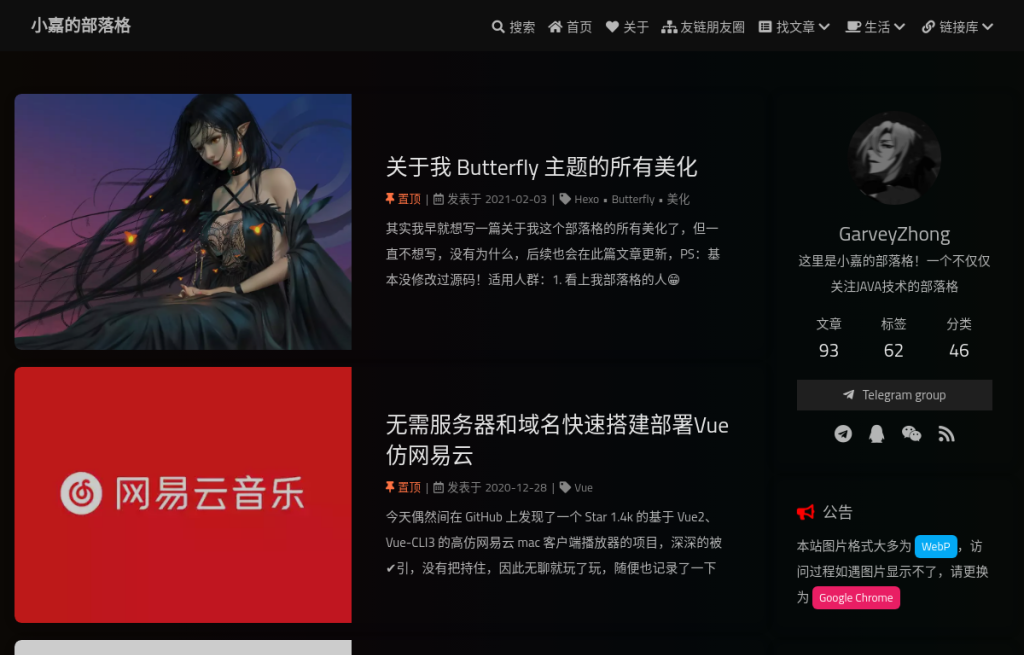 小嘉的部落格
搜索 首页 关于 友链朋友圈 找文章 生活 链接库
关于我 Butterfly 主题的所有美化
置顶 | 发表于 2021-02-03 | Hexo • Butterfly • 美化
其实我早就想写一篇关于我这个部落格的所有美化了，但一
直不想写，没有为什么，后续也会在此篇文章更新，PS：基
本没修改过源码！适用人群：1. 看上我部落格的人😁
网易云音乐
无需服务器和域名快速搭建部署Vue
仿网易云
置顶 | 发表于 2020-12-28 | Vue
今天偶然间在 GitHub 上发现了一个 Star 1.4k 的基于 Vue2、
Vue-CLI3 的高仿网易云 mac 客户端播放器的项目，深深的被
✔引，没有把持住，因此无聊就玩了玩，随便也记录了一下
GarveyZhong
这里是小嘉的部落格！一个不仅仅
关注JAVA技术的部落格
文章 标签 分类
93 62 46
Telegram group
公告
本站图片格式大多为 WebP ，访
问过程如遇图片显示不了，请更换
为 Google Chrome